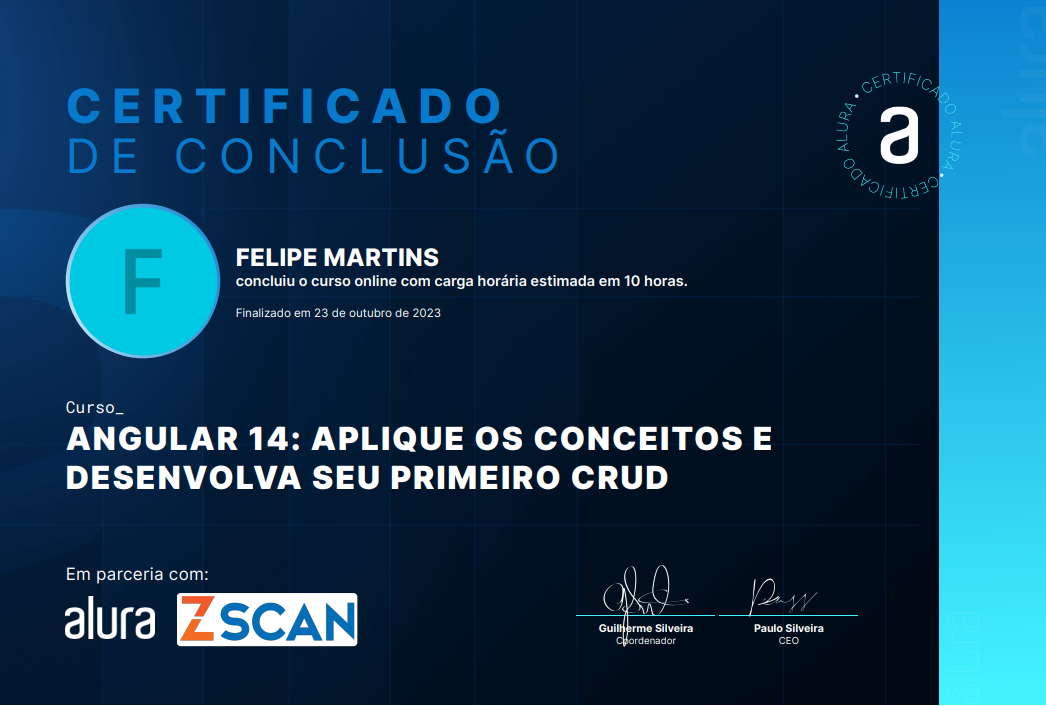 CERTIFICADO
DE CONCLUSÃO
CERTIFICADO ALURA • CERTIFICADO ALURA •
a
F
FELIPE MARTINS
concluiu o curso online com carga horária estimada em 10 horas.
Finalizado em 23 de outubro de 2023
Curso_
ANGULAR 14: APLIQUE OS CONCEITOS E
DESENVOLVA SEU PRIMEIRO CRUD
Em parceria com:
alura
ZSCAN
Guilherme Silveira
Coordenador
Paulo Silveira
CEO